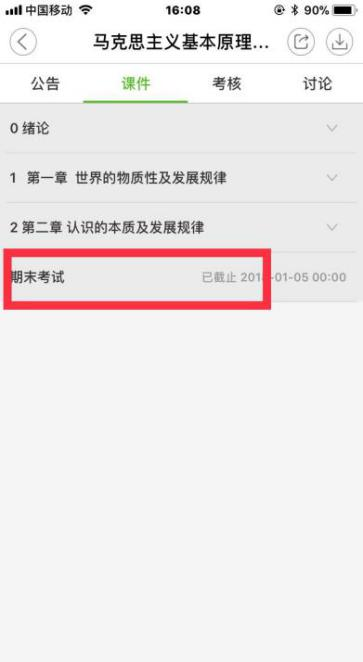 中国移动 16:08 90%
马克思主义基本原理...
公告 课件 考核 讨论
0 绪论
1 第一章 世界的物质性及发展规律
2 第二章 认识的本质及发展规律
期末考试 已截止 -01-05 00:00